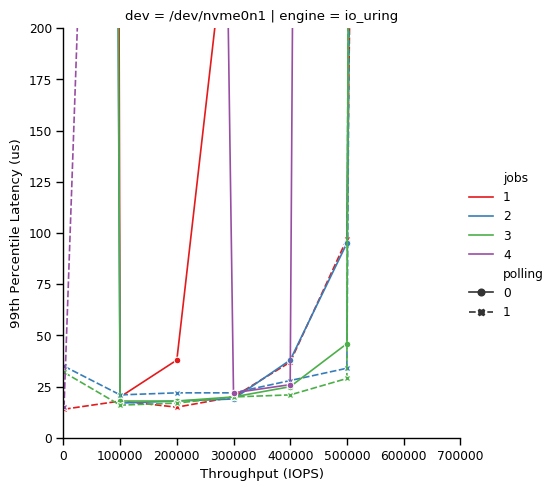 dev = /dev/nvme0n1 | engine = io_uring
200
175
150
125
100
75
50
25
0
99th Percentile Latency (us)
0 100000 200000 300000 400000 500000 600000 700000
Throughput (IOPS)
jobs
1
2
3
4
polling
0
1